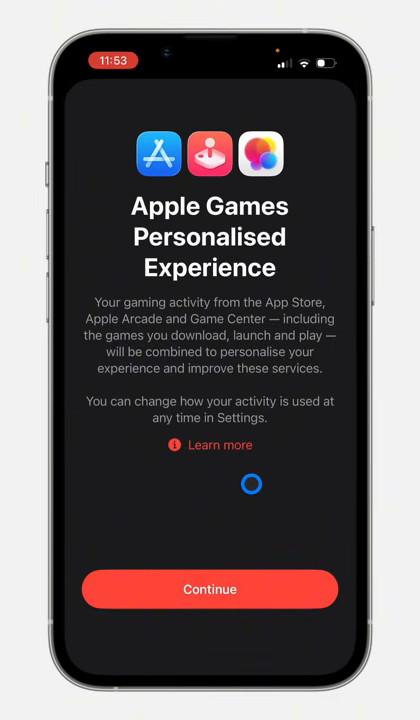 11:53
Apple Games
Personalised
Experience
Your gaming activity from the App Store,
Apple Arcade and Game Center — including
the games you download, launch and play —
will be combined to personalise your
experience and improve these services.
You can change how your activity is used at
any time in Settings.
Learn more
Continue